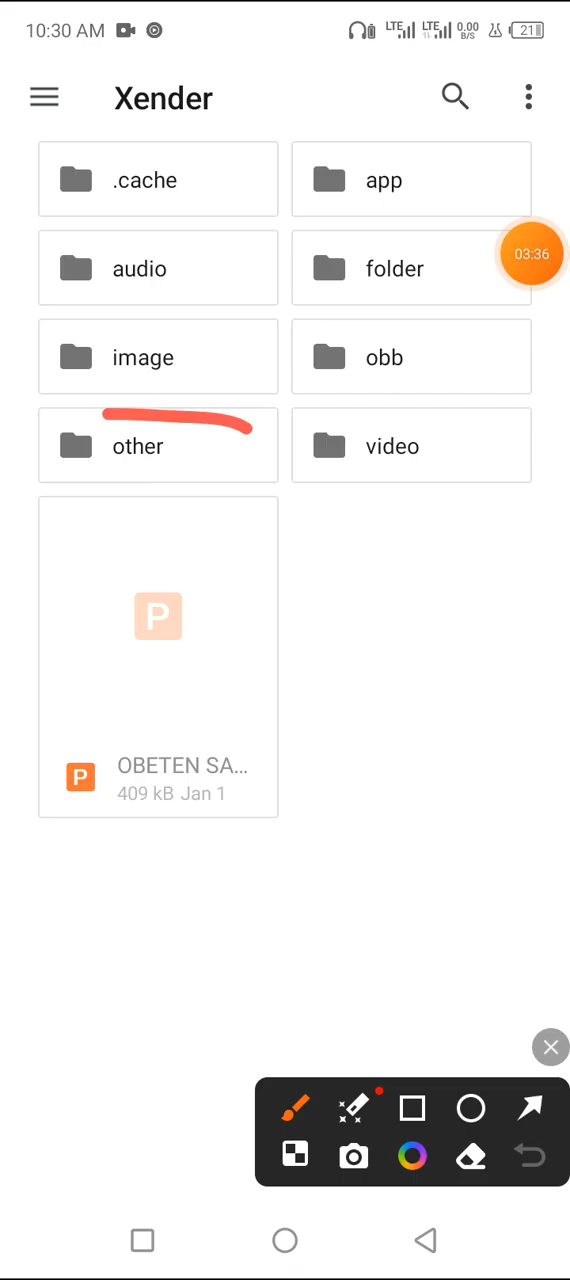 10:30 AM LTE LTE 0.00 B/S 21
Xender
.cache app
audio folder
03:36
image obb
other video
P
P OBETEN SA...
409 kB Jan 1